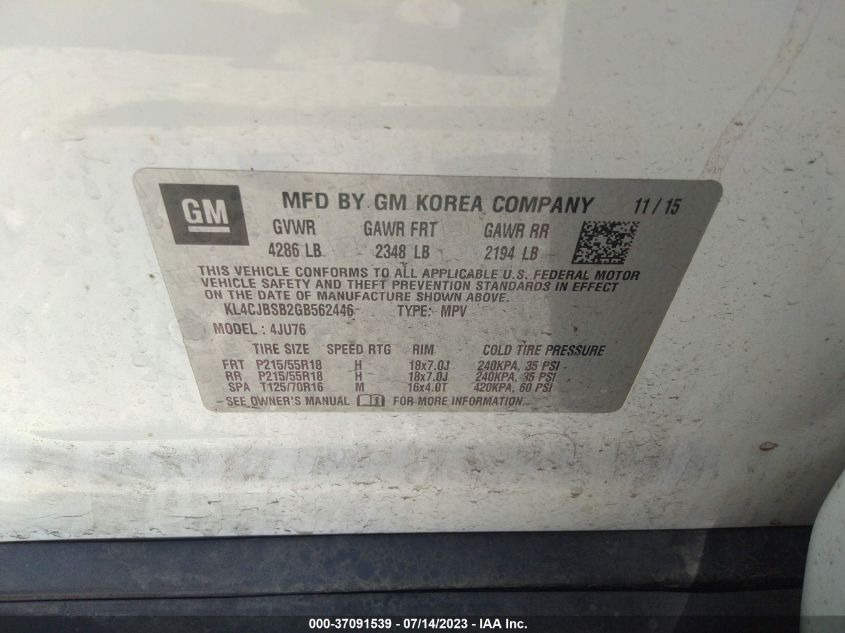 GM
MFD BY GM KOREA COMPANY 11/15
GVWR GAWR FRT GAWR RR
4286 LB 2348 LB 2194 LB
THIS VEHICLE CONFORMS TO ALL APPLICABLE U.S. FEDERAL MOTOR
VEHICLE SAFETY AND THEFT PREVENTION STANDARDS IN EFFECT
ON THE DATE OF MANUFACTURE SHOWN ABOVE.
KL4CJBSB2GB562446 TYPE: MPV
MODEL: 4JU76
TIRE SIZE SPEED RTG RIM COLD TIRE PRESSURE
FRT P215/55R18 H 18x7.0J 240KPA, 35 PSI
RR P215/55R18 H 18x7.0J 240KPA, 35 PSI
SPA T125/70R16 M 16x4.0T 420KPA, 60 PSI
SEE OWNER'S MANUAL FOR MORE INFORMATION
000-37091539 / 07/14/2023 - IAA Inc.